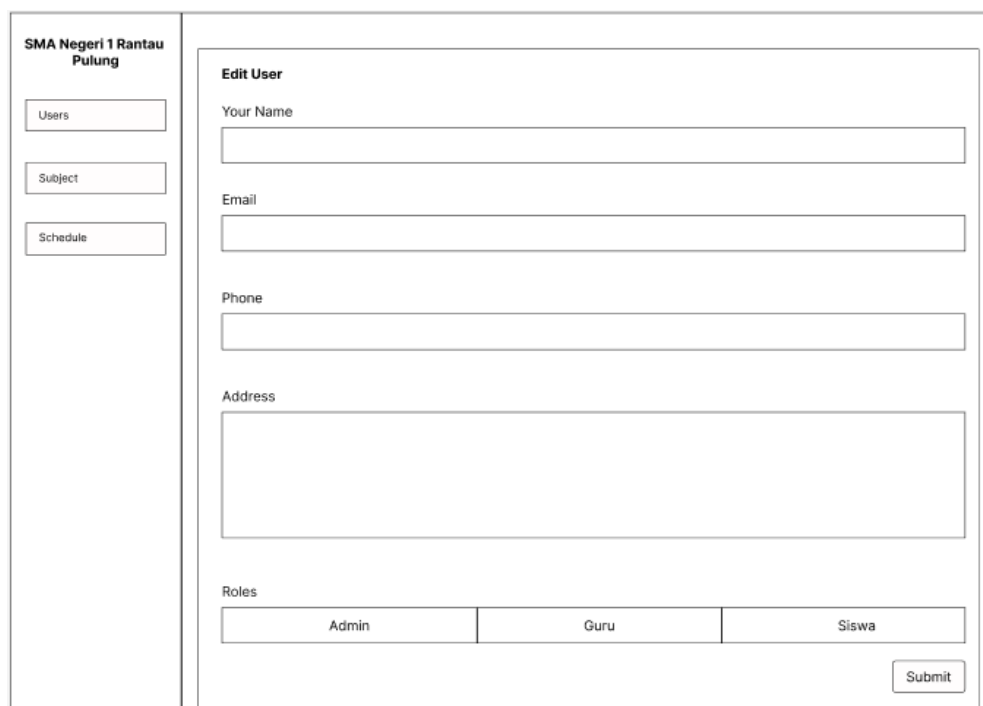 SMA Negeri 1 Rantau
Pulung
Users
Subject
Schedule
Edit User
Your Name
Email
Phone
Address
Roles
Admin Guru Siswa
Submit